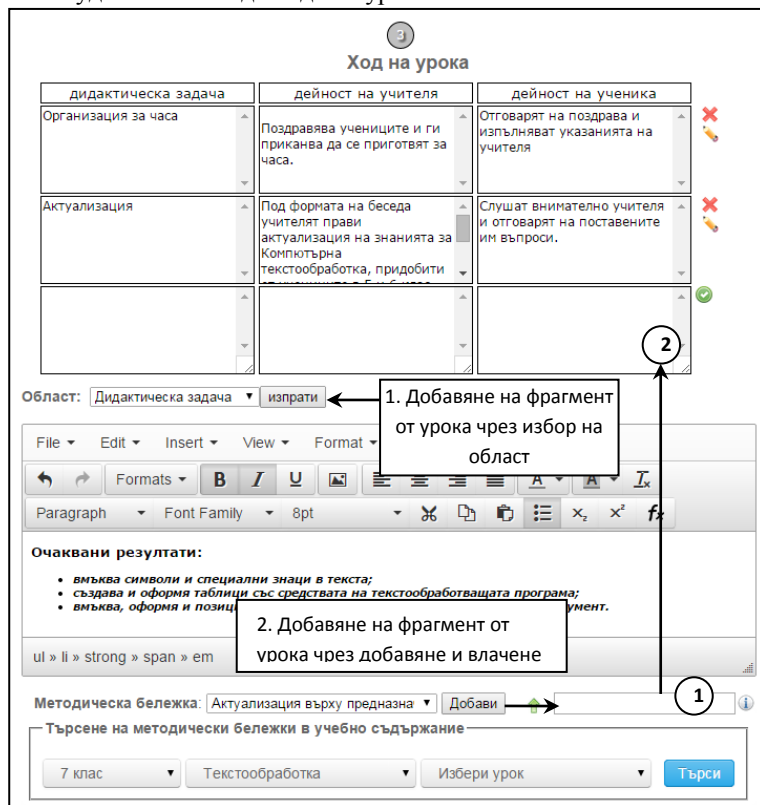 3
Ход на урока
дидактическа задача дейност на учителя дейност на ученика
Организация за часа
Поздравява учениците и ги
приканва да се приготвят за
часа.
Отговарят на поздрава и
изпълняват указанията на
учителя
Актуализация
Под формата на беседа
учителят прави
актуализация на знанията за
Компютърна
текстообработка, придобити
Слушат внимателно учителя
и отговарят на поставените
им въпроси.
2
Област: Дидактическа задача изпрати
1. Добавяне на фрагмент
от урока чрез избор на
област
File Edit Insert View Format
Formats B I U A A Ix
Paragraph Font Family 8pt x₂ x² fx
Очаквани резултати:
• вмъква символи и специални знаци в текста;
• създава и оформя таблици със средствата на текстообработващата програма;
• вмъква, оформя и
2. Добавяне на фрагмент от
урока чрез добавяне и влачене
ul » li » strong » span » em
Методическа бележка: Актуализация върху предназна Добави 1
Търсене на методически бележки в учебно съдържание
7 клас Текстообработка Избери урок Търси